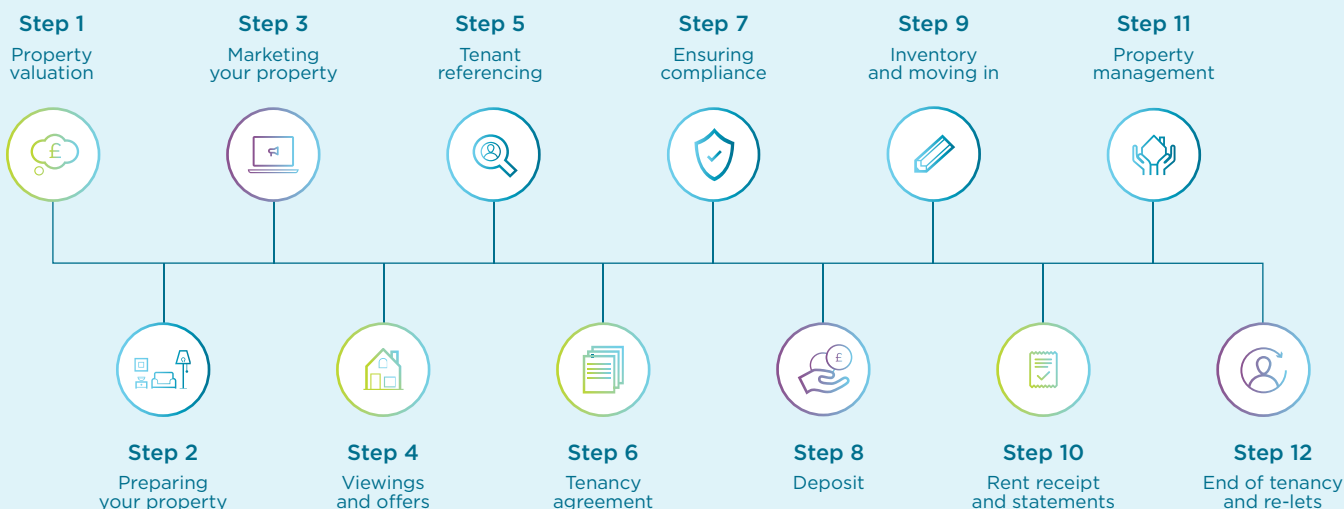 Step 1
Property
valuation
Step 2
Preparing
your property
Step 3
Marketing
your property
Step 4
Viewings
and offers
Step 5
Tenant
referencing
Step 6
Tenancy
agreement
Step 7
Ensuring
compliance
Step 8
Deposit
Step 9
Inventory
and moving in
Step 10
Rent receipt
and statements
Step 11
Property
management
Step 12
End of tenancy
and re-lets
£
£